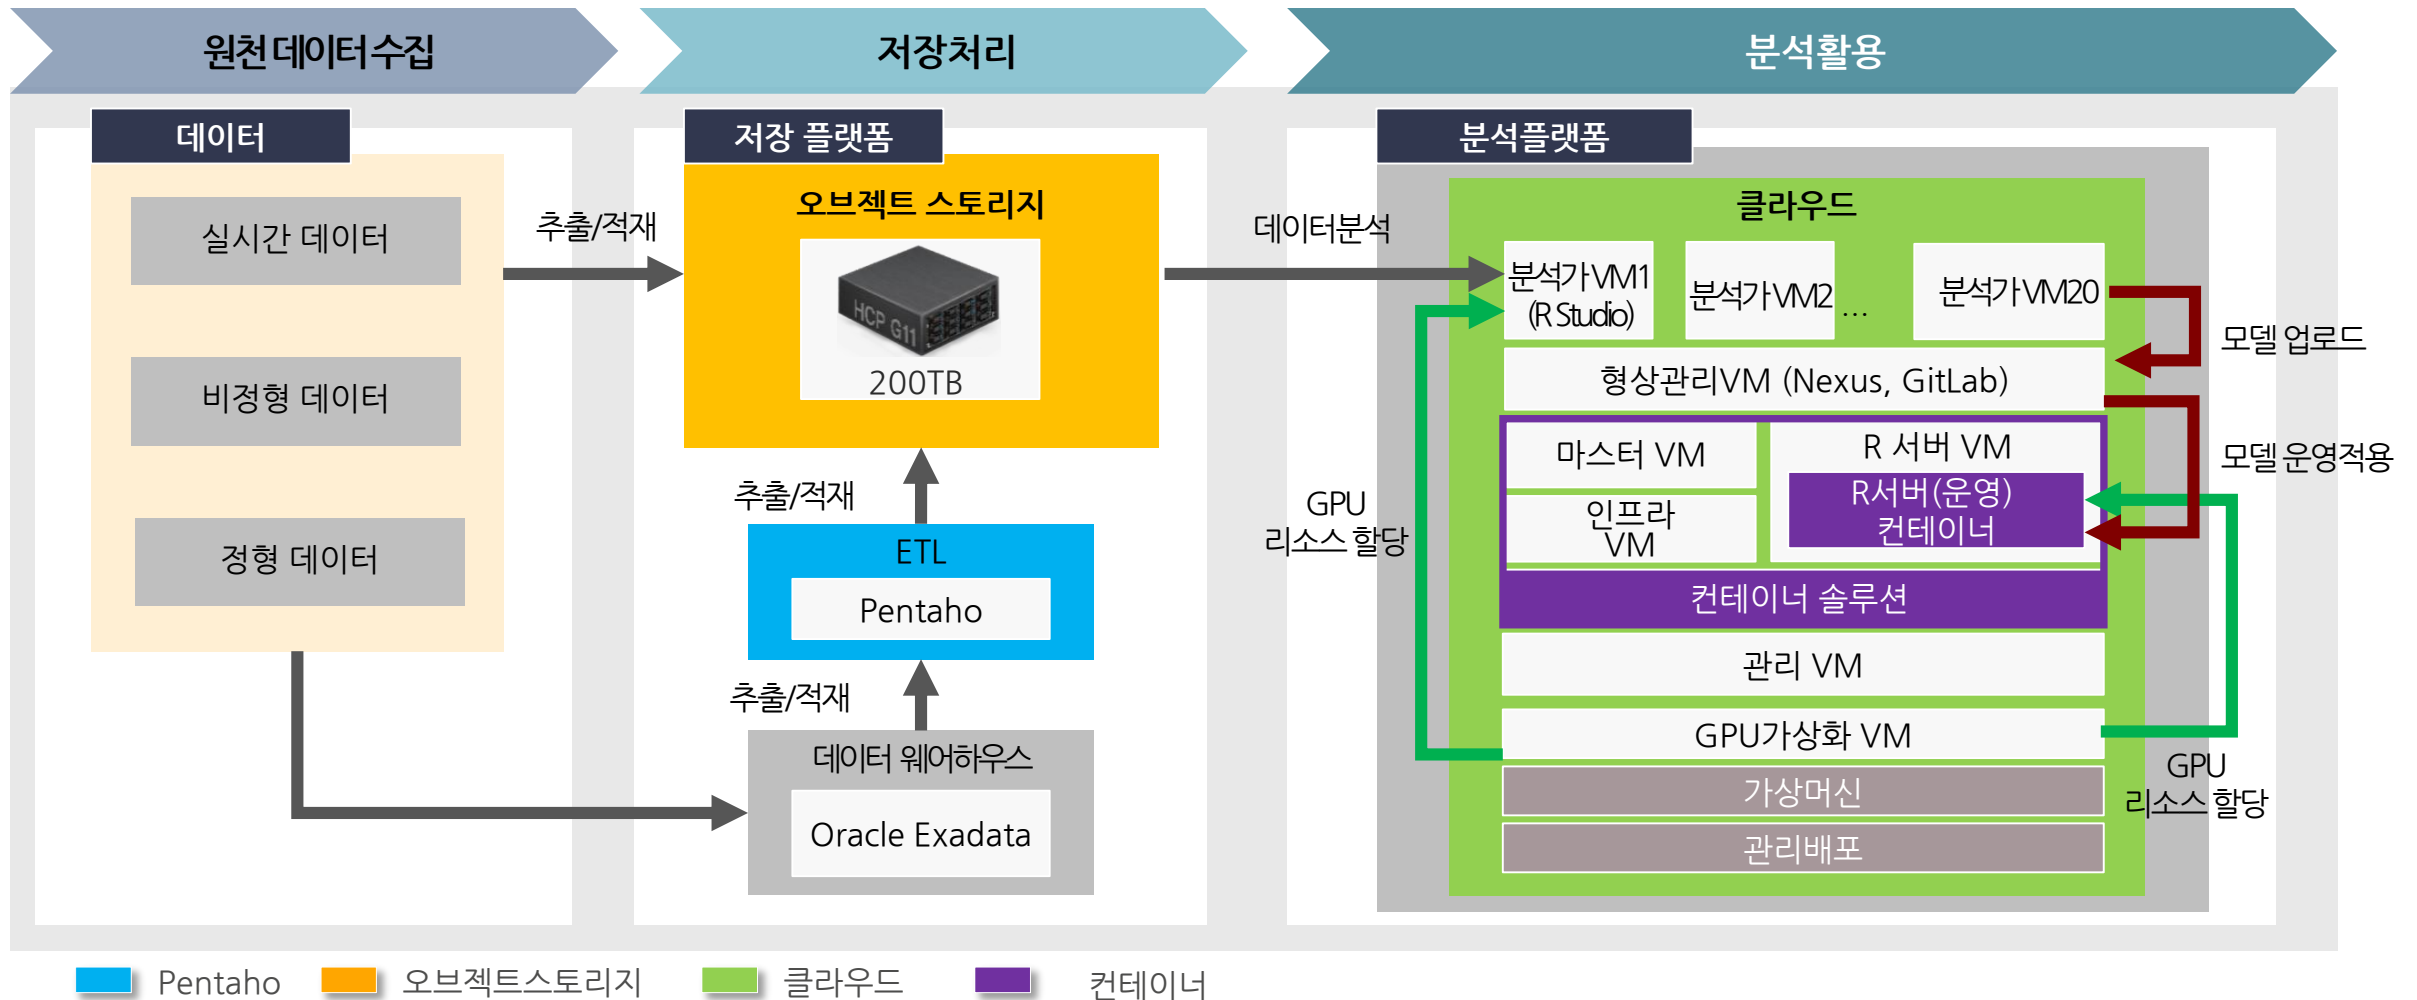 원천 데이터 수집
저장처리
분석활용
데이터
실시간 데이터
비정형 데이터
정형 데이터
추출/적재
저장 플랫폼
오브젝트 스토리지
HCP G11
200TB
추출/적재
ETL
Pentaho
추출/적재
데이터 웨어하우스
Oracle Exadata
데이터분석
분석플랫폼
클라우드
분석가 VM1
(R Studio)
분석가 VM2
...
분석가 VM20
모델 업로드
형상관리VM (Nexus, GitLab)
마스터 VM
인프라
VM
R 서버 VM
R서버(운영)
컨테이너
모델 운영적용
컨테이너 솔루션
GPU
리소스 할당
관리 VM
GPU가상화 VM
가상머신
관리배포
GPU
리소스 할당
Pentaho
오브젝트스토리지
클라우드
컨테이너